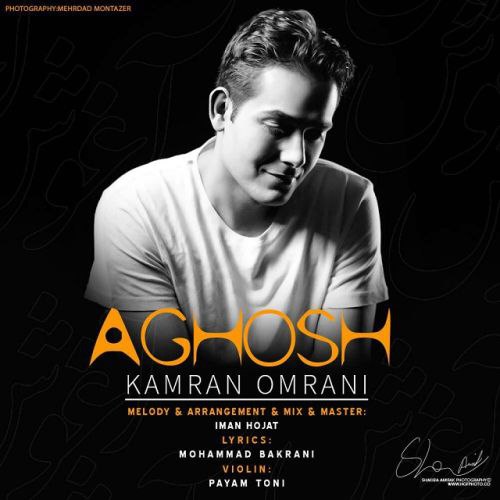 PHOTOGRAPHY:MEHRDAD MONTAZER
AGHOSH
KAMRAN OMRANI
MELODY & ARRANGEMENT & MIX & MASTER:
IMAN HOJAT
LYRICS:
MOHAMMAD BAKRANI
VIOLIN:
PAYAM TONI